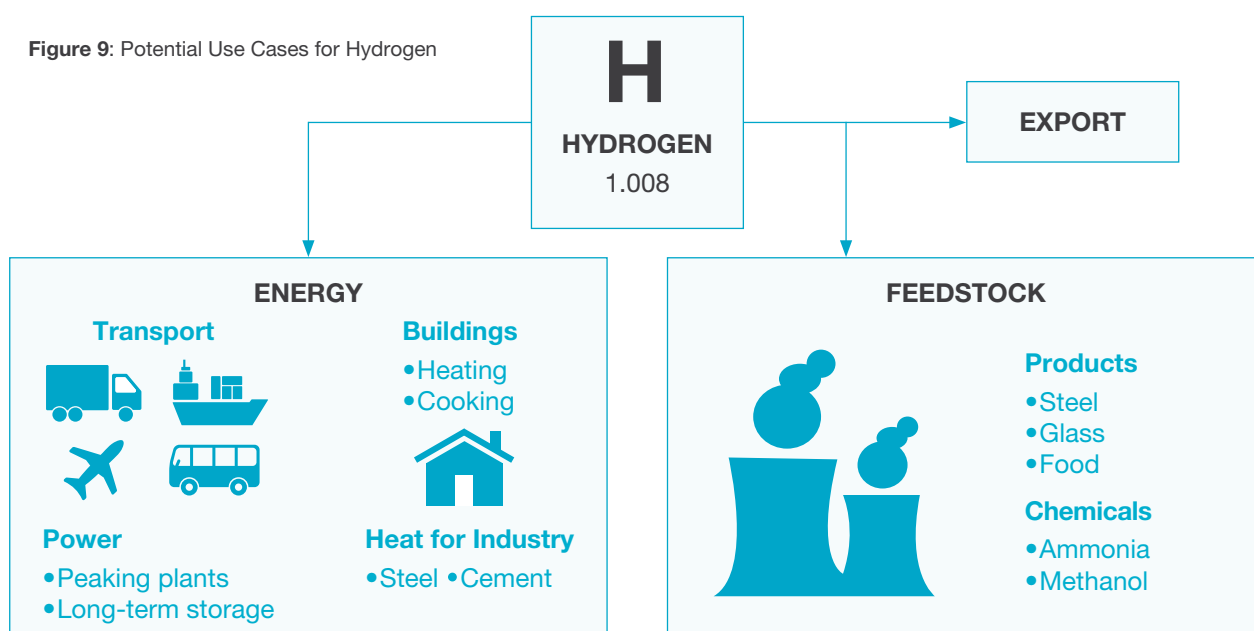 Figure 9: Potential Use Cases for Hydrogen
H
HYDROGEN
1.008
EXPORT
ENERGY
Transport
Buildings
•Heating
•Cooking
Power
•Peaking plants
•Long-term storage
Heat for Industry
•Steel •Cement
FEEDSTOCK
Products
•Steel
•Glass
•Food
Chemicals
•Ammonia
•Methanol